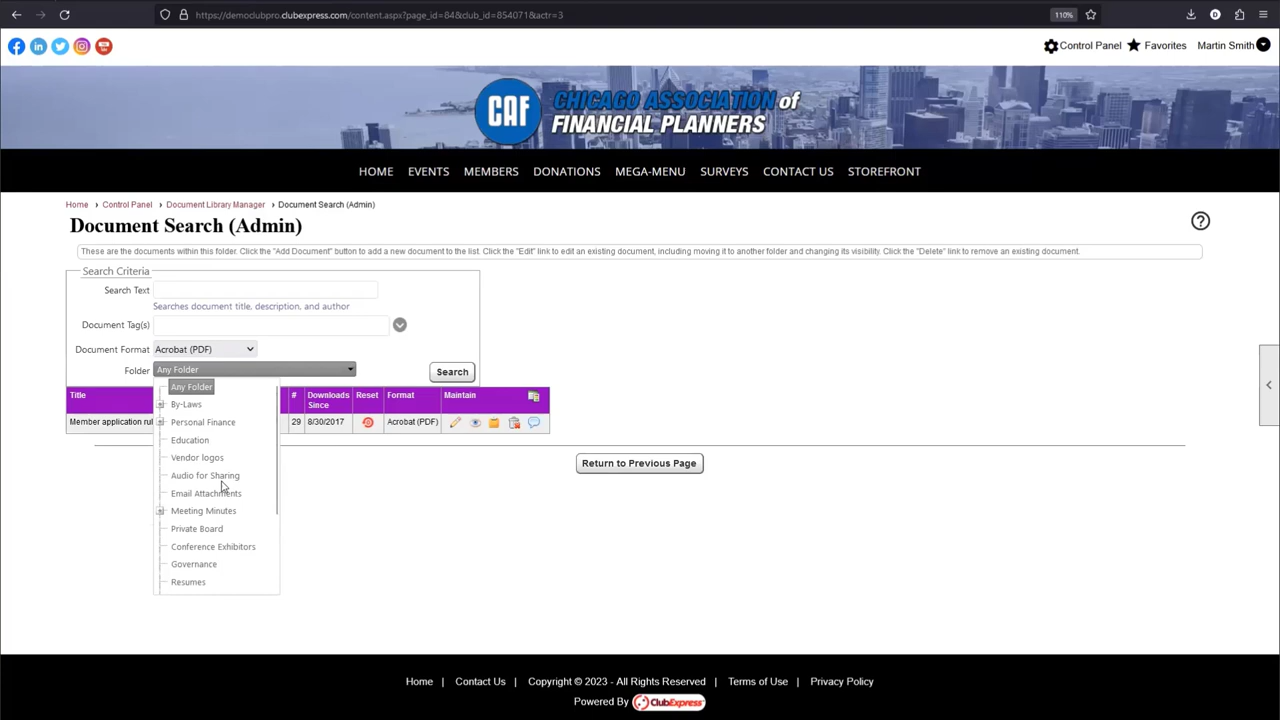 https://democlubpro.clubexpress.com/content.aspx?page_id=84&club_id=854071&actr=3
110%
Control Panel
Favorites
Martin Smith
CAF
CHICAGO ASSOCIATION of
FINANCIAL PLANNERS
HOME EVENTS MEMBERS DONATIONS MEGA-MENU SURVEYS CONTACT US STOREFRONT
Home › Control Panel › Document Library Manager › Document Search (Admin)
Document Search (Admin)
These are the documents within this folder. Click the "Add Document" button to add a new document to the list. Click the "Edit" link to edit an existing document, including moving it to another folder and changing its visibility. Click the "Delete" link to remove an existing document.
Search Criteria
Search Text
Searches document title, description, and author
Document Tag(s)
Document Format Acrobat (PDF)
Folder Any Folder
Search
Any Folder
By-Laws
Personal Finance
Education
Vendor logos
Audio for Sharing
Email Attachments
Meeting Minutes
Private Board
Conference Exhibitors
Governance
Resumes
Title # Downloads Since Reset Format Maintain
Member application rul 29 8/30/2017 Acrobat (PDF)
Return to Previous Page
Home | Contact Us | Copyright © 2023 - All Rights Reserved | Terms of Use | Privacy Policy
Powered By ClubExpress